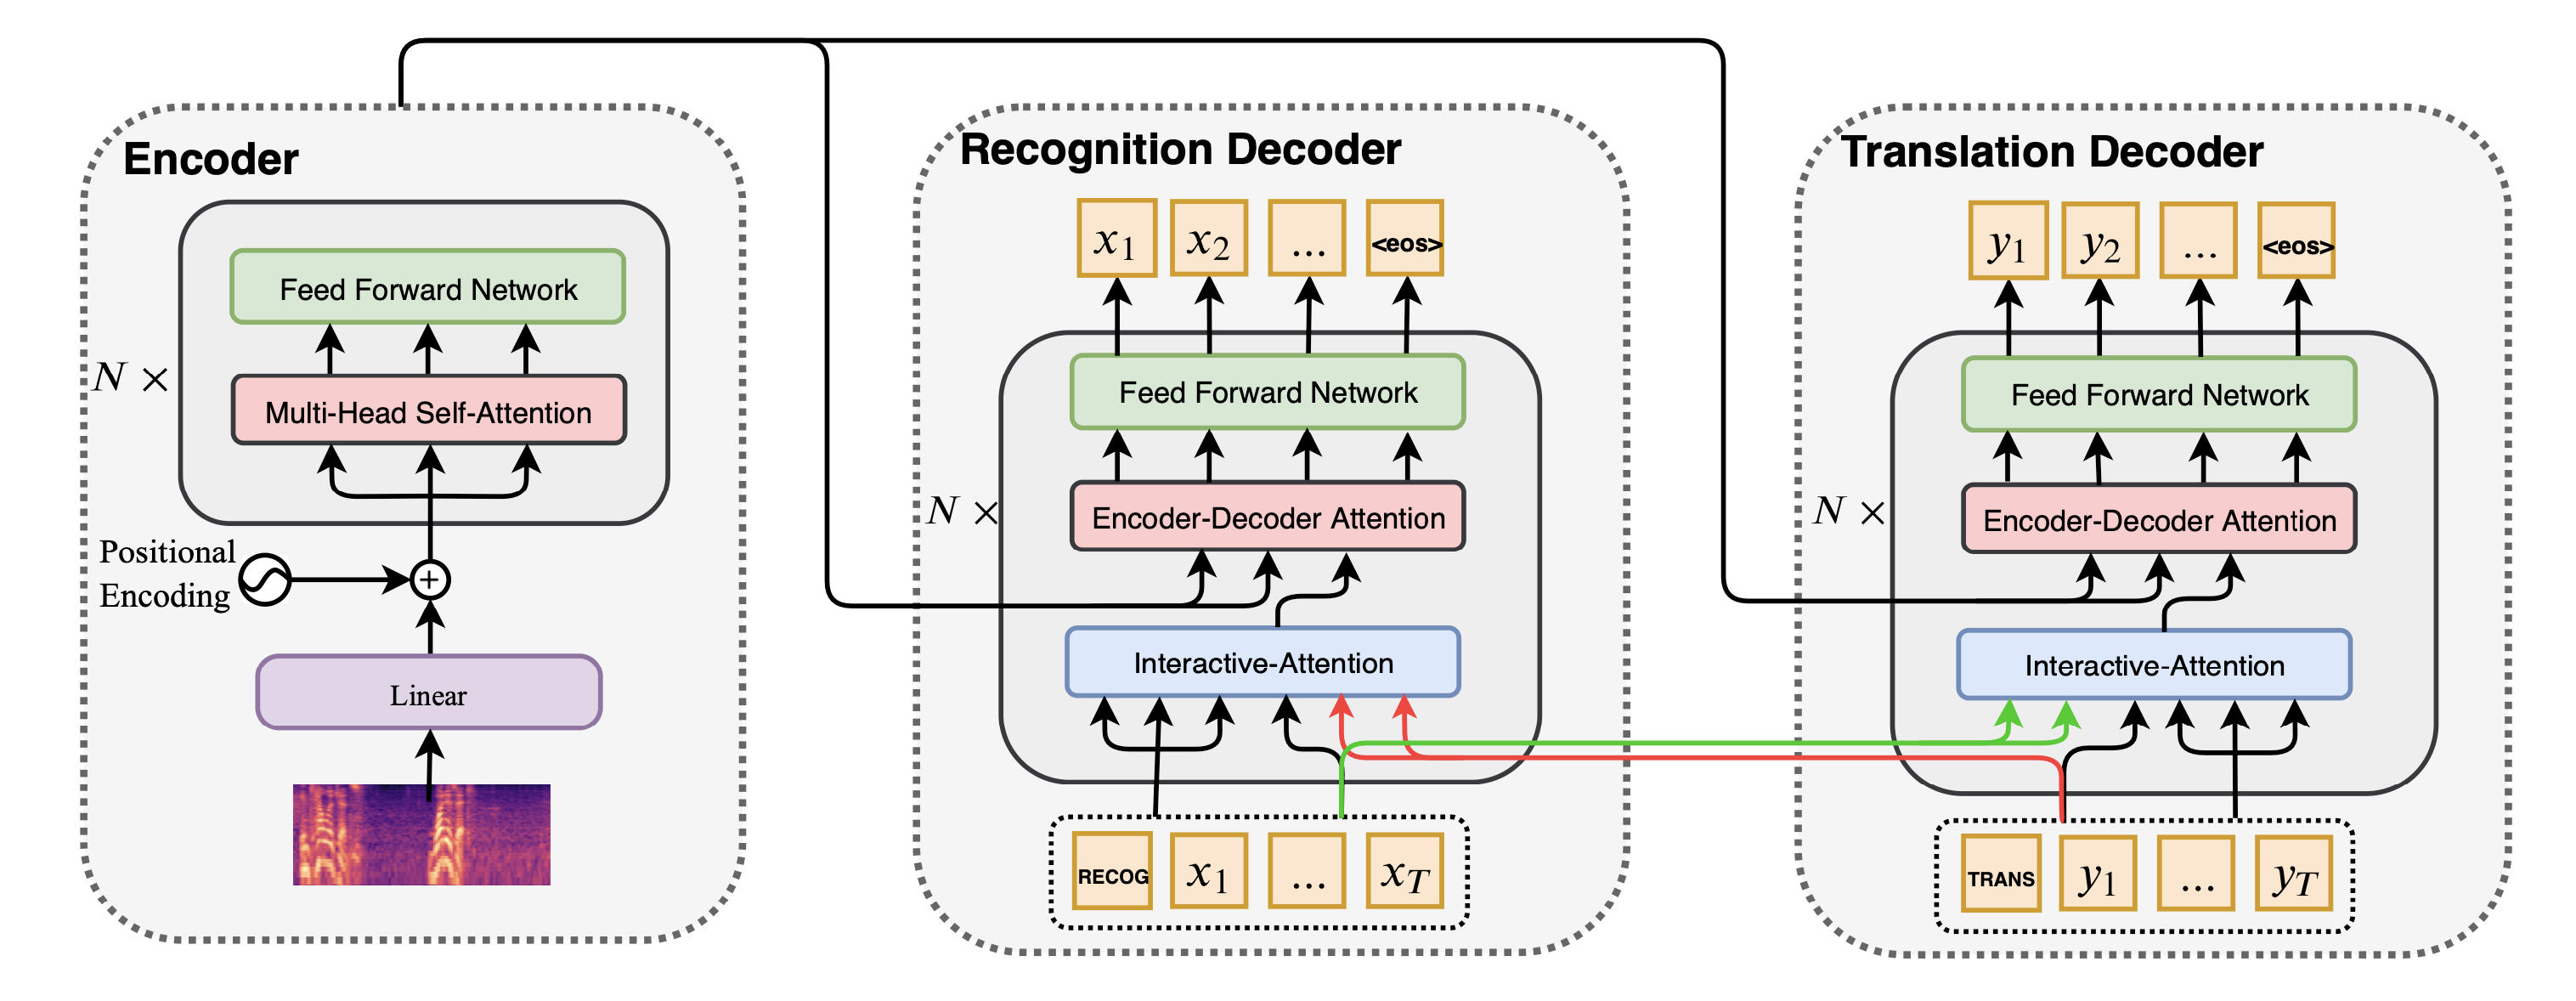 Encoder
Feed Forward Network
N ×
Multi-Head Self-Attention
Positional
Encoding
+
Linear
Recognition Decoder
x1 x2 ... <eos>
Feed Forward Network
N ×
Encoder-Decoder Attention
Interactive-Attention
RECOG x1 ... xT
Translation Decoder
y1 y2 ... <eos>
Feed Forward Network
N ×
Encoder-Decoder Attention
Interactive-Attention
TRANS y1 ... yT